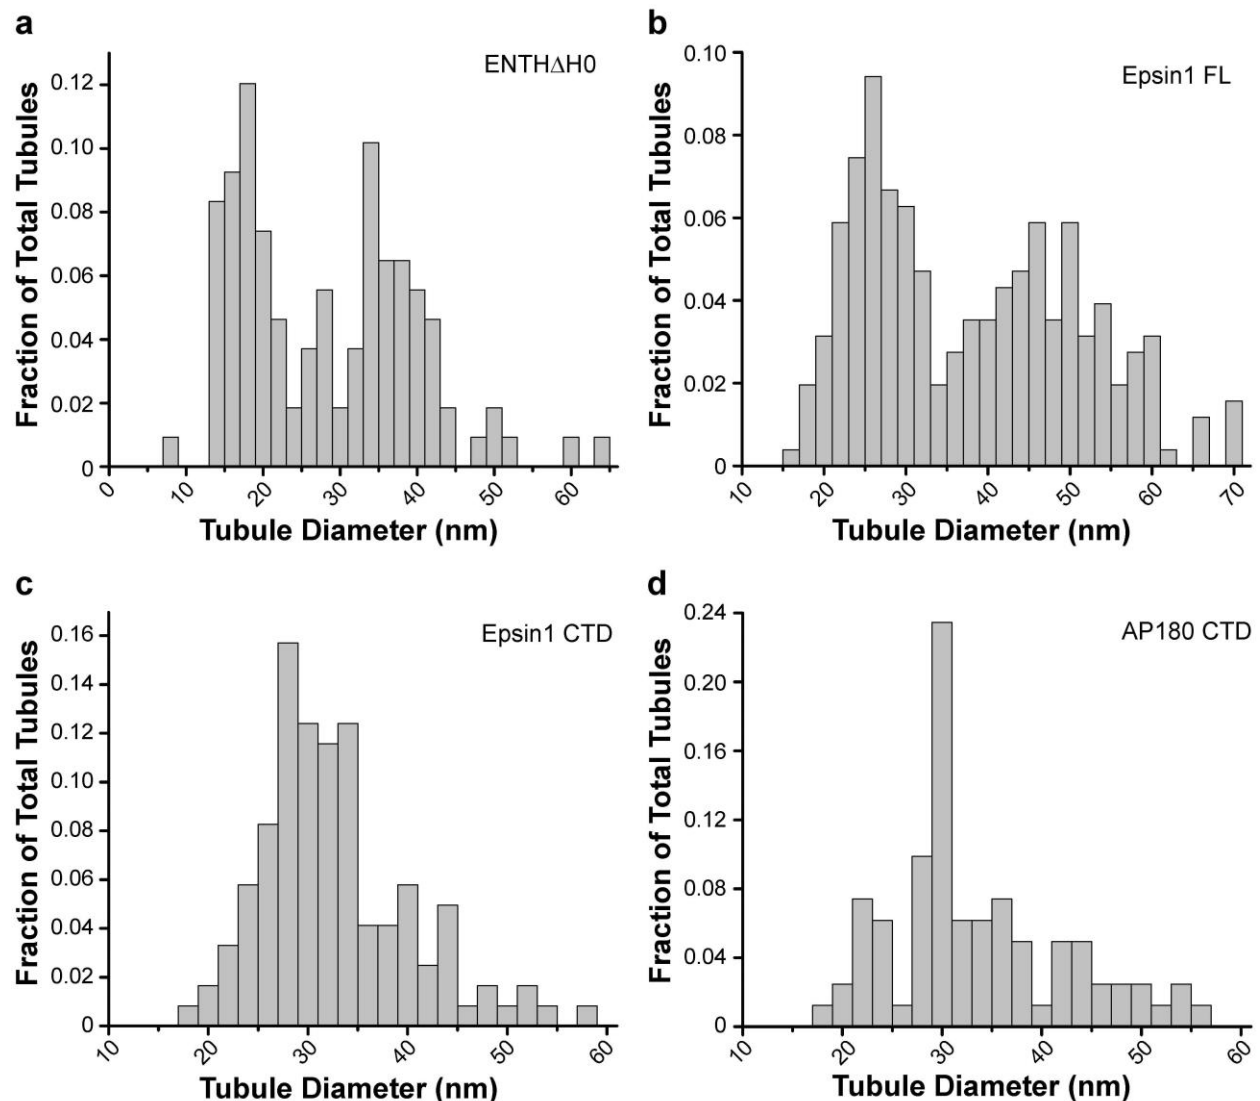 a
ENTHΔH0
Fraction of Total Tubules
0.12
0.10
0.08
0.06
0.04
0.02
0
0 10 20 30 40 50 60
Tubule Diameter (nm)
b
Epsin1 FL
Fraction of Total Tubules
0.10
0.08
0.06
0.04
0.02
0
10 20 30 40 50 60 70
Tubule Diameter (nm)
c
Epsin1 CTD
Fraction of Total Tubules
0.16
0.14
0.12
0.10
0.08
0.06
0.04
0.02
0
10 20 30 40 50 60
Tubule Diameter (nm)
d
AP180 CTD
Fraction of Total Tubules
0.24
0.20
0.16
0.12
0.08
0.04
0
10 20 30 40 50 60
Tubule Diameter (nm)